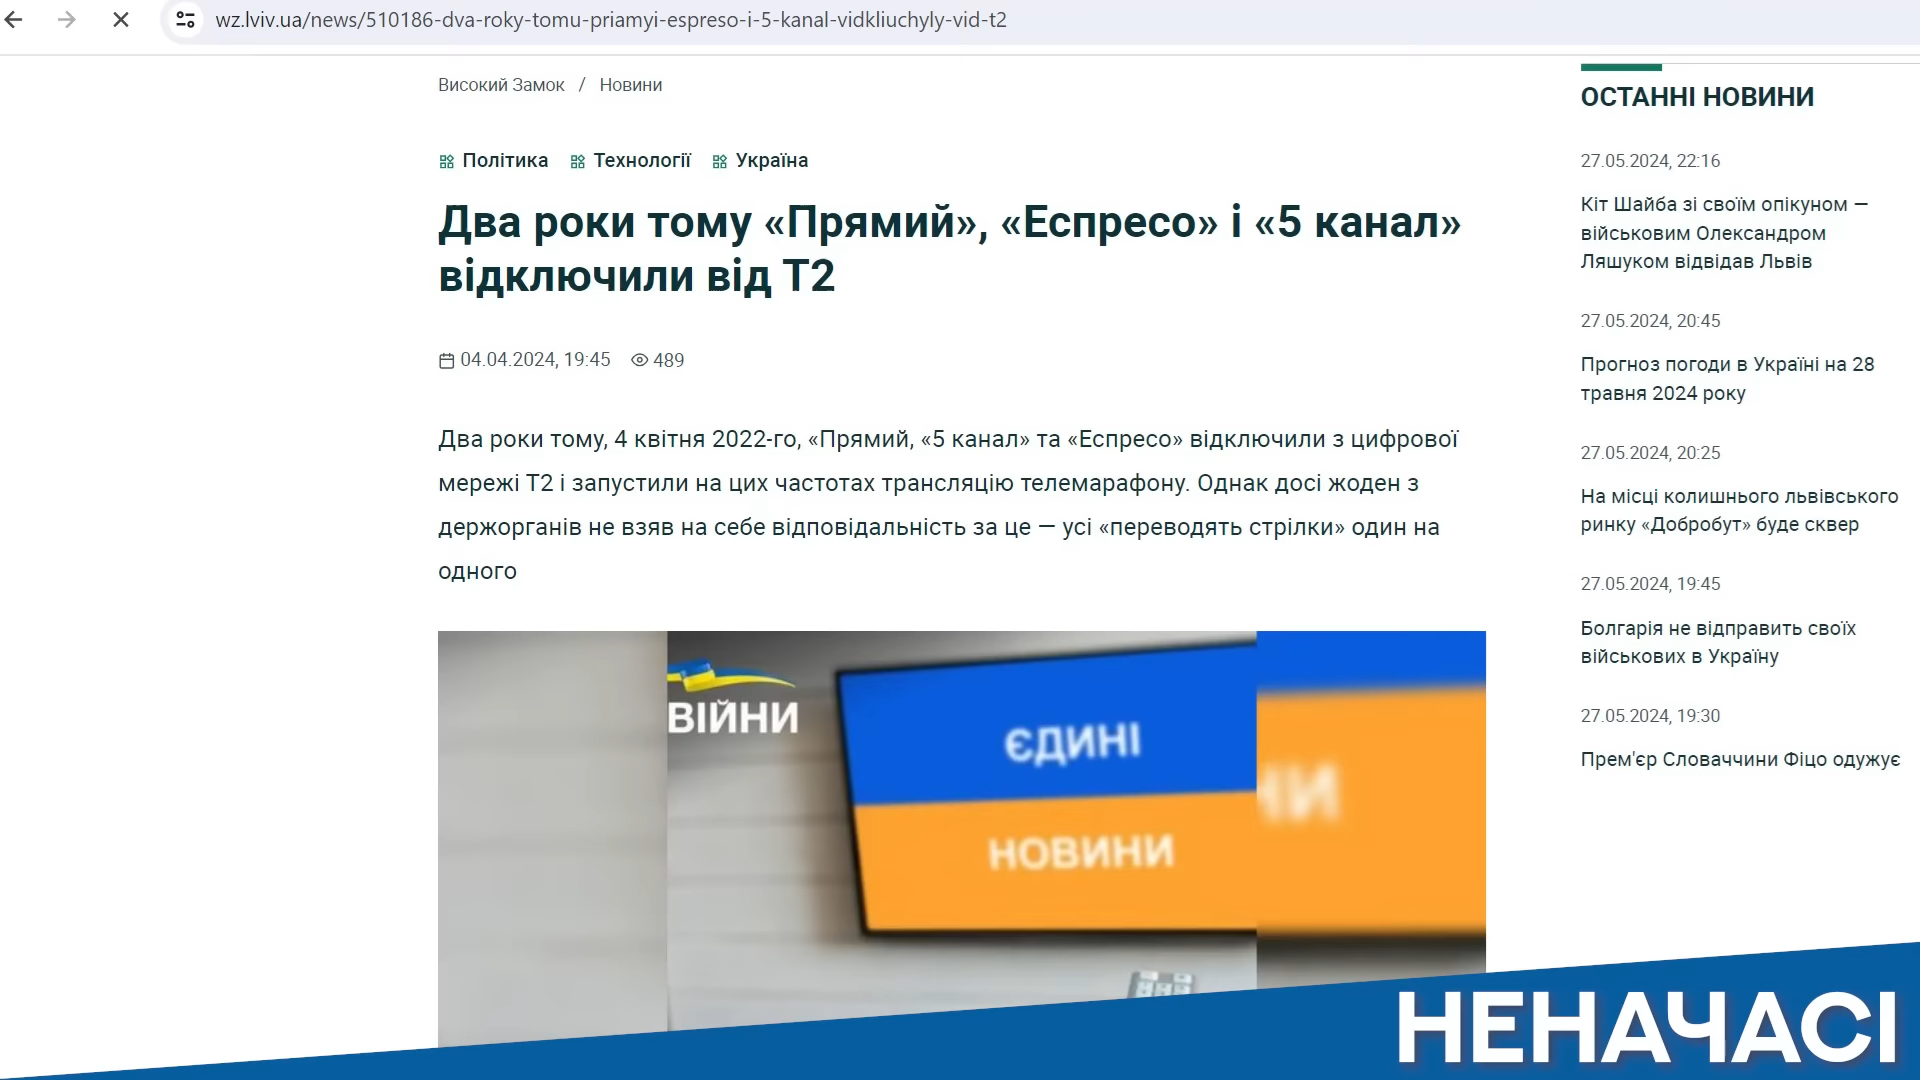 wz.lviv.ua/news/510186-dva-roky-tomu-priamyi-espreso-i-5-kanal-vidkliuchyly-vid-t2
Високий Замок / Новини
Політика Технології Україна
Два роки тому «Прямий», «Еспресо» і «5 канал»
відключили від Т2
04.04.2024, 19:45 489
Два роки тому, 4 квітня 2022-го, «Прямий, «5 канал» та «Еспресо» відключили з цифрової
мережі Т2 і запустили на цих частотах трансляцію телемарафону. Однак досі жоден з
держорганів не взяв на себе відповідальність за це — усі «переводять стрілки» один на
одного
ВІЙНИ
ЄДИНІ
НОВИНИ
НИ
ОСТАННІ НОВИНИ
27.05.2024, 22:16
Кіт Шайба зі своїм опікуном —
військовим Олександром
Ляшуком відвідав Львів
27.05.2024, 20:45
Прогноз погоди в Україні на 28
травня 2024 року
27.05.2024, 20:25
На місці колишнього львівського
ринку «Добробут» буде сквер
27.05.2024, 19:45
Болгарія не відправить своїх
військових в Україну
27.05.2024, 19:30
Прем'єр Словаччини Фіцо одужує
НЕНАЧАСІ